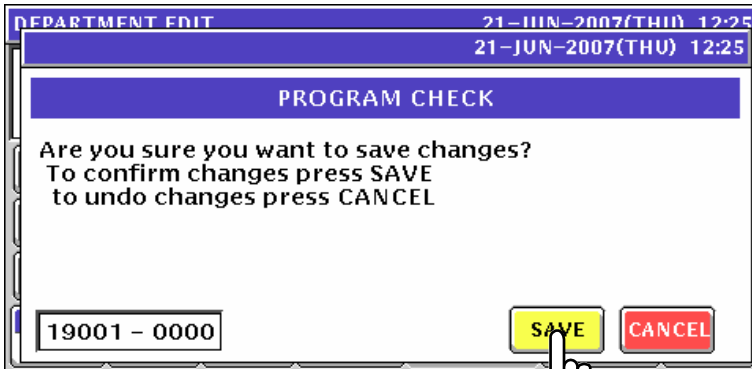 DEPARTMENT EDIT 21-JUN-2007(THU) 12:25
21-JUN-2007(THU) 12:25
PROGRAM CHECK
Are you sure you want to save changes?
To confirm changes press SAVE
to undo changes press CANCEL
19001 - 0000 SAVE CANCEL